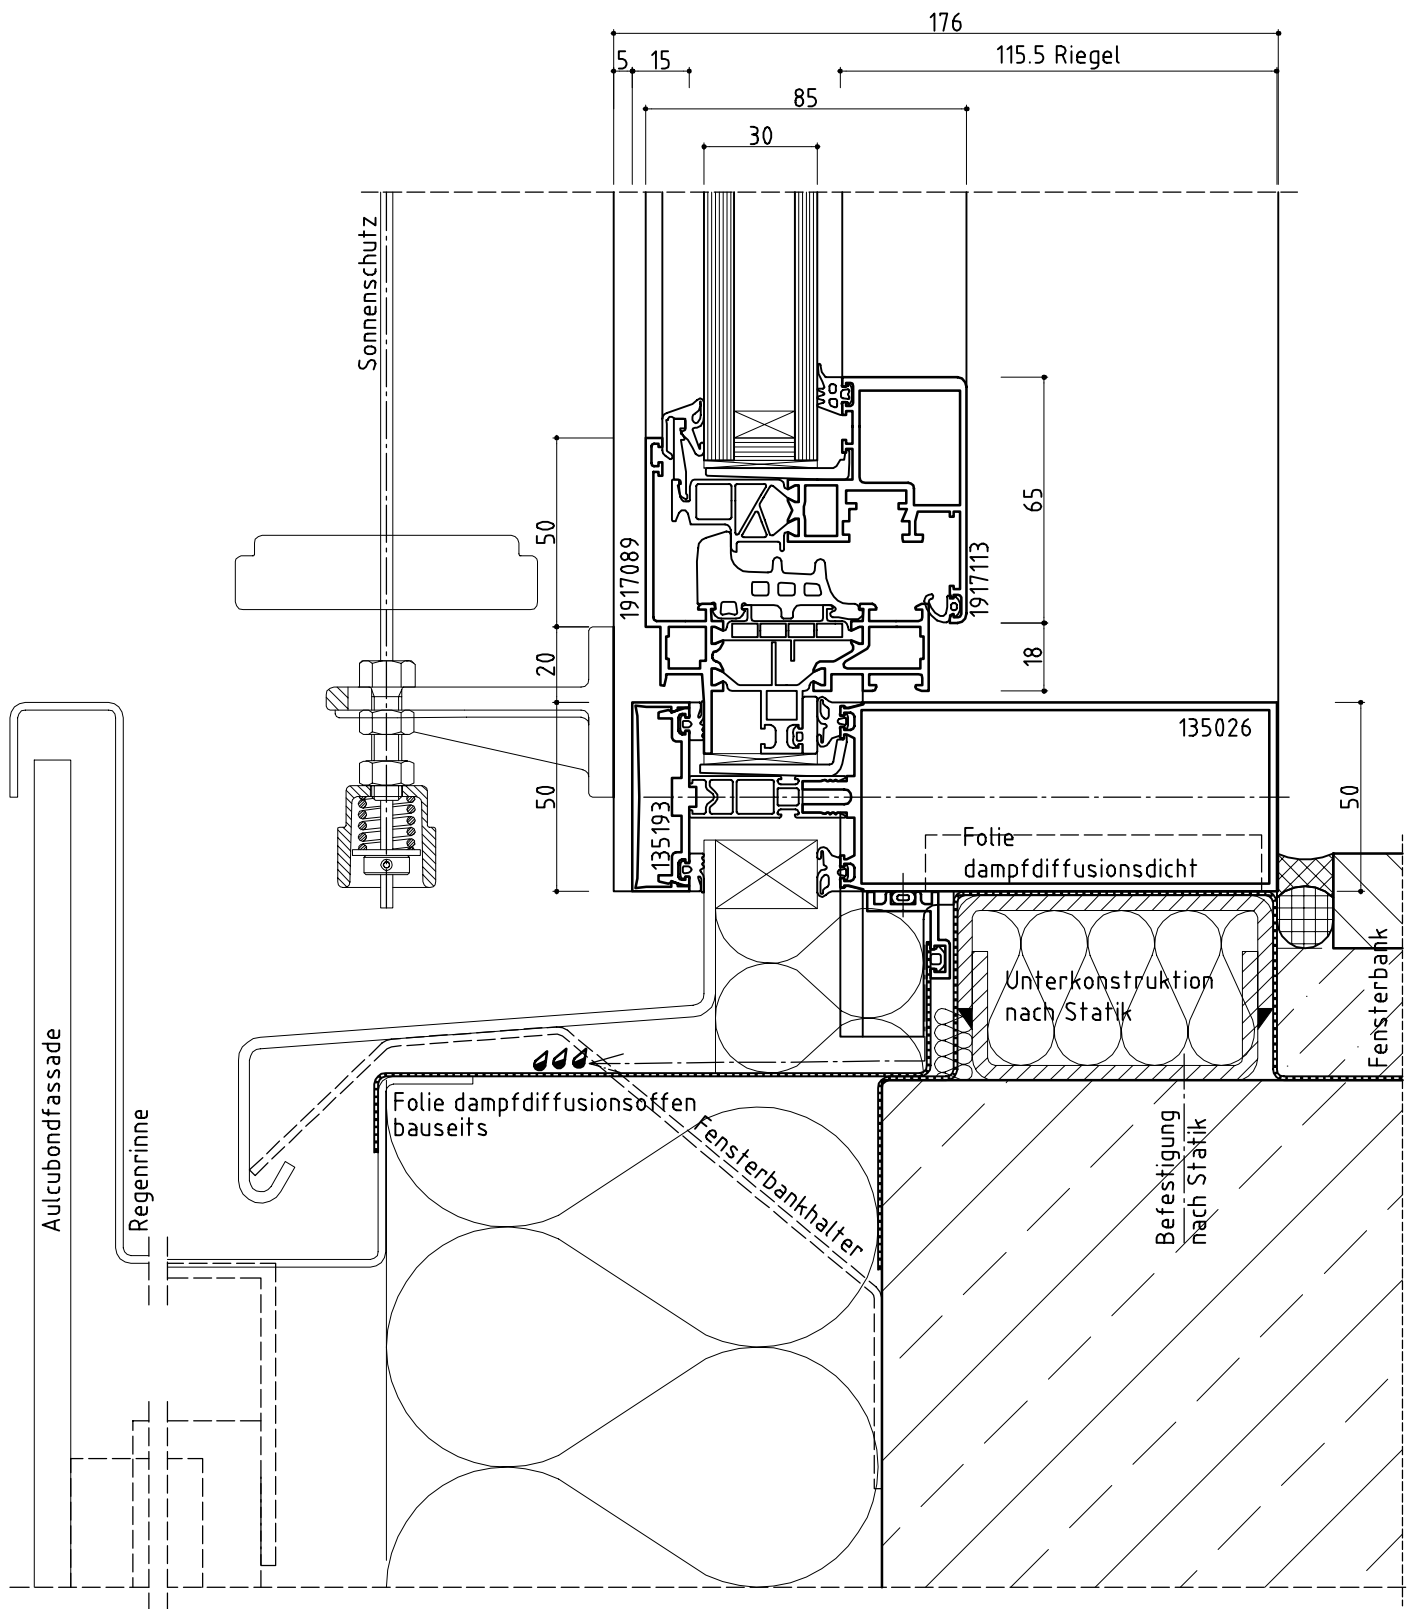 176
5
15
115.5 Riegel
85
30
Sonnenschutz
50
1917089
1917113
65
20
18
135026
50
135193
50
Folie
dampfdiffusionsdicht
Unterkonstruktion
nach Statik
Fensterbank
Aulcubondfassade
Regenrinne
Folie dampfdiffusionsoffen
bauseits
Fensterbankhalter
Befestigung
nach Statik